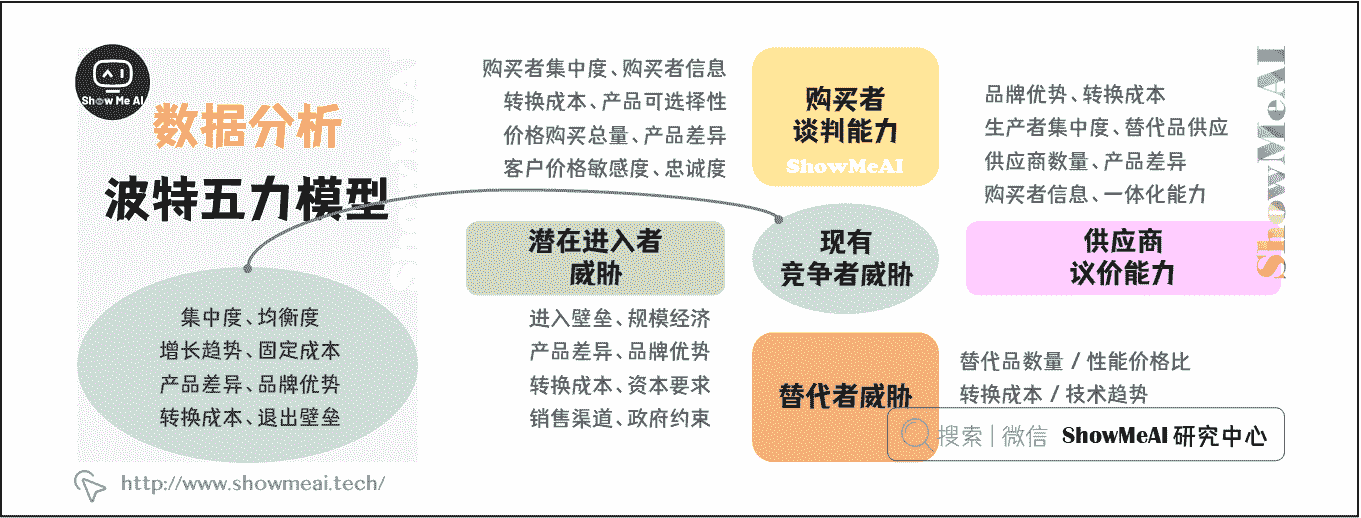 Show Me AI
数据分析
波特五力模型
集中度、均衡度
增长趋势、固定成本
产品差异、品牌优势
转换成本、退出壁垒
http://www.showmeai.tech/
购买者集中度、购买者信息
转换成本、产品可选择性
价格购买总量、产品差异
客户价格敏感度、忠诚度
购买者
谈判能力
ShowMeAI
品牌优势、转换成本
生产者集中度、替代品供应
供应商数量、产品差异
购买者信息、一体化能力
ShowMeAI
潜在进入者
威胁
现有
竞争者威胁
供应商
议价能力
进入壁垒、规模经济
产品差异、品牌优势
转换成本、资本要求
销售渠道、政府约束
替代者威胁
替代品数量 / 性能价格比
转换成本 / 技术趋势
搜索 | 微信 ShowMeAI 研究中心